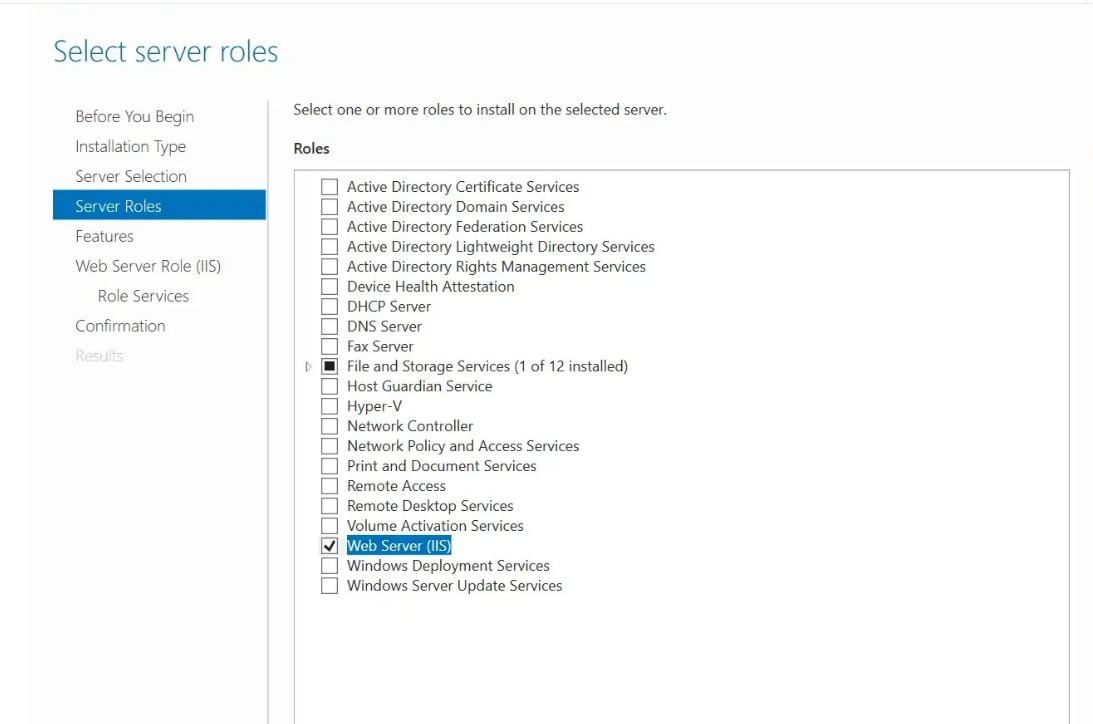 Select server roles
Before You Begin
Installation Type
Server Selection
Server Roles
Features
Web Server Role (IIS)
Role Services
Confirmation
Results
Select one or more roles to install on the selected server.
Roles
Active Directory Certificate Services
Active Directory Domain Services
Active Directory Federation Services
Active Directory Lightweight Directory Services
Active Directory Rights Management Services
Device Health Attestation
DHCP Server
DNS Server
Fax Server
File and Storage Services (1 of 12 installed)
Host Guardian Service
Hyper-V
Network Controller
Network Policy and Access Services
Print and Document Services
Remote Access
Remote Desktop Services
Volume Activation Services
Web Server (IIS)
Windows Deployment Services
Windows Server Update Services